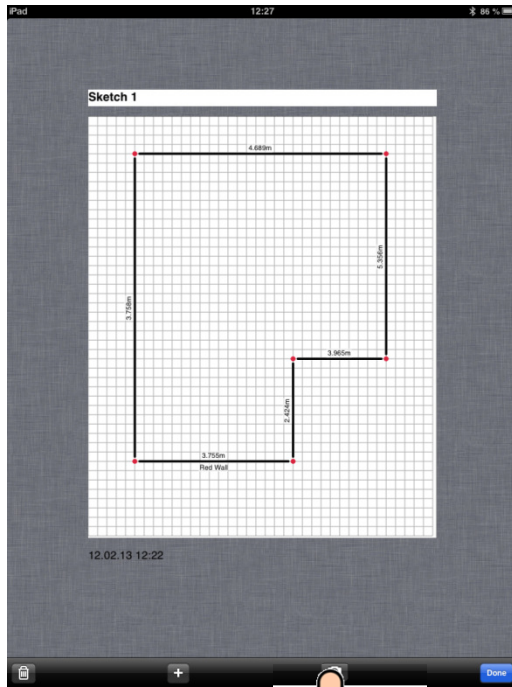 iPad 12:27 86 %
Sketch 1
4.689m
5.356m
3.758m
3.965m
2.424m
3.755m
Red Wall
12.02.13 12:22
Done